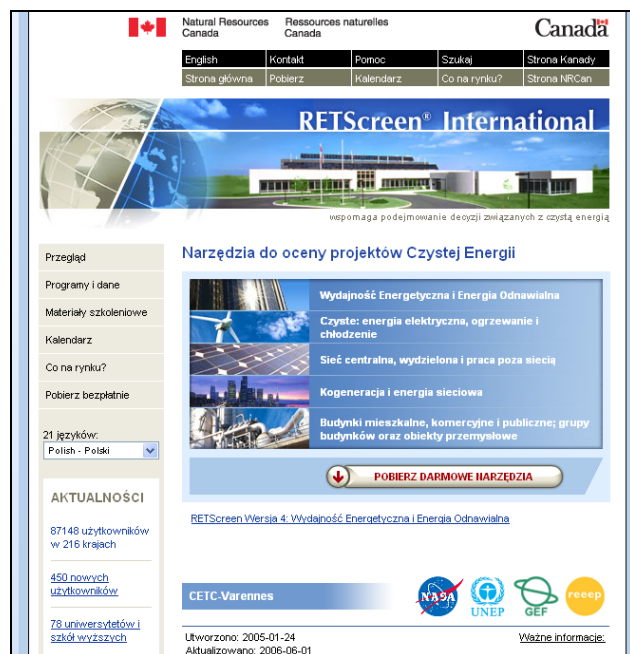 Natural Resources Canada
Ressources naturelles Canada
Canada
English Kontakt Pomoc Szukaj Strona Kanady
Strona główna Pobierz Kalendarz Co na rynku? Strona NRCan
RETScreen® International
wspomaga podejmowanie decyzji związanych z czystą energią
Przegląd
Programy i dane
Materiały szkoleniowe
Kalendarz
Co na rynku?
Pobierz bezpłatnie
21 języków:
Polish - Polski
AKTUALNOŚCI
87148 użytkowników
w 216 krajach
450 nowych
użytkowników
78 uniwersytetów i
szkół wyższych
Narzędzia do oceny projektów Czystej Energii
Wydajność Energetyczna i Energia Odnawialna
Czyste: energia elektryczna, ogrzewanie i
chłodzenie
Sieć centralna, wydzielona i praca poza siecią
Kogeneracja i energia sieciowa
Budynki mieszkalne, komercyjne i publiczne; grupy
budynków oraz obiekty przemysłowe
POBIERZ DARMOWE NARZĘDZIA
RETScreen Wersja 4: Wydajność Energetyczna i Energia Odnawialna
CETC-Varennes
NASA
UNEP
GEF
reeep
Utworzono: 2005-01-24
Aktualizowano: 2006-06-01
Ważne informacje: